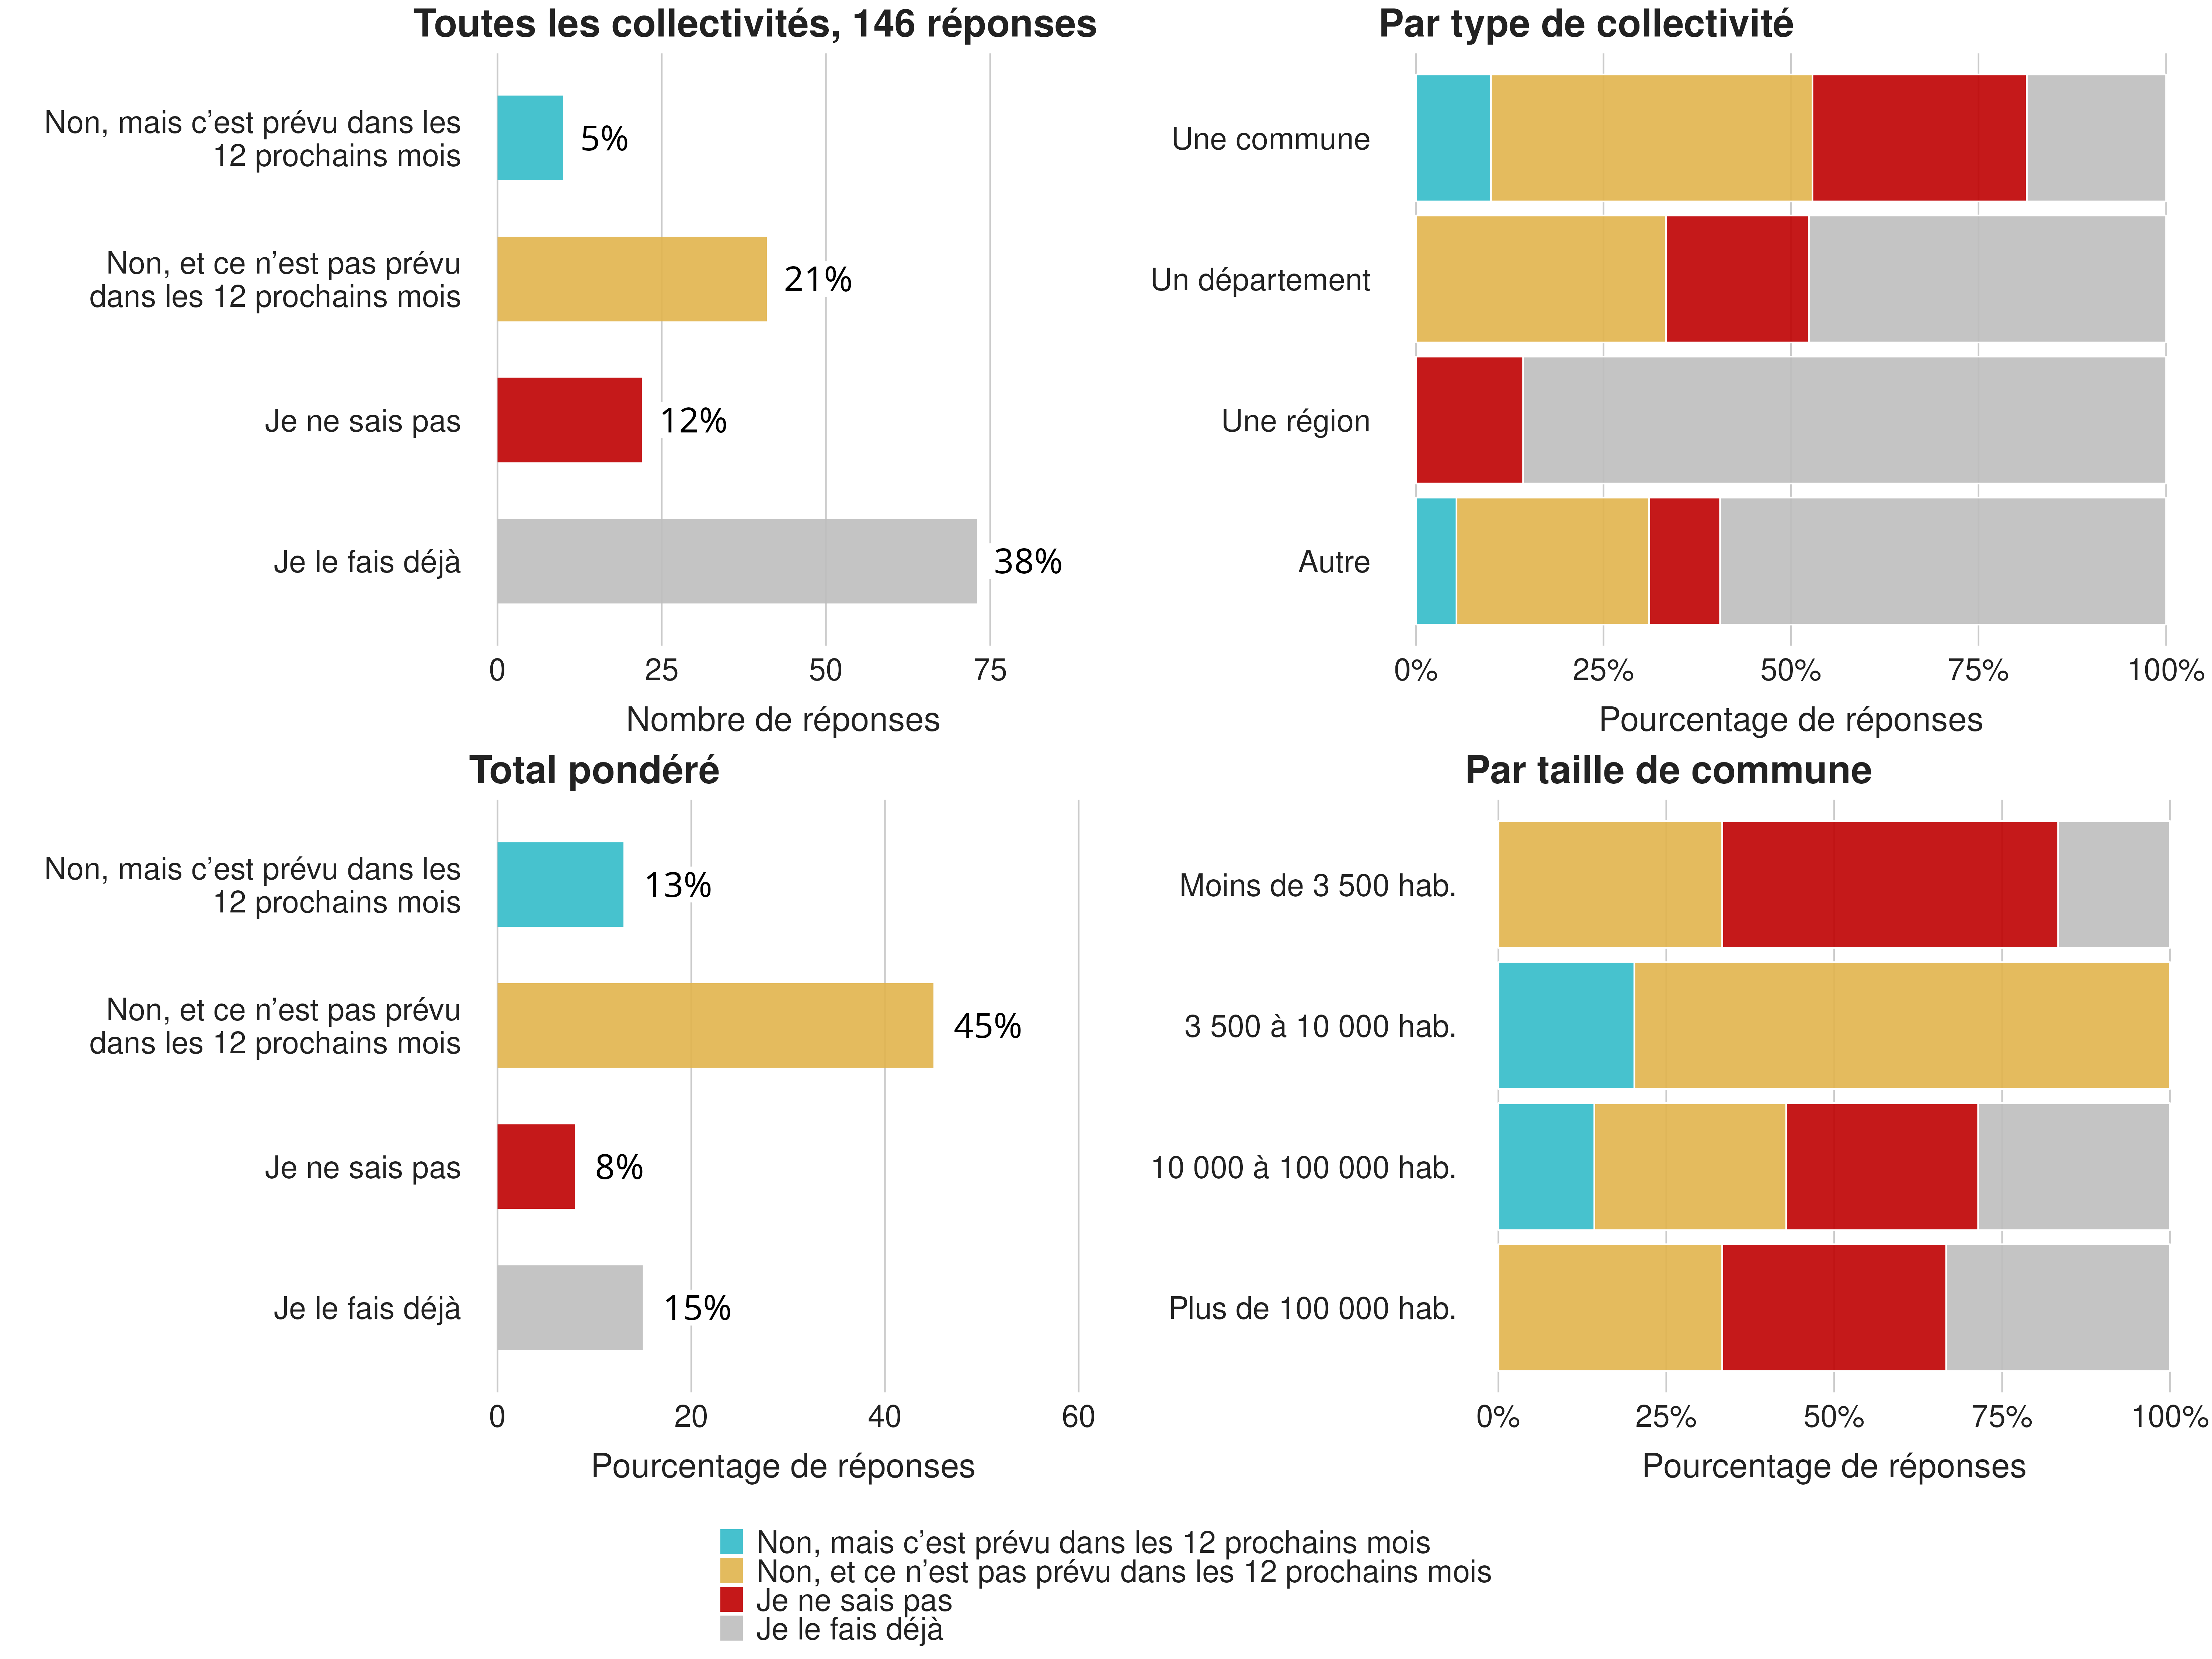 Toutes les collectivités, 146 réponses
Non, mais c’est prévu dans les
12 prochains mois
5%
Non, et ce n’est pas prévu
dans les 12 prochains mois
21%
Je ne sais pas
12%
Je le fais déjà
38%
0 25 50 75
Nombre de réponses
Par type de collectivité
Une commune
Un département
Une région
Autre
0% 25% 50% 75% 100%
Pourcentage de réponses
Total pondéré
Non, mais c’est prévu dans les
12 prochains mois
13%
Non, et ce n’est pas prévu
dans les 12 prochains mois
45%
Je ne sais pas
8%
Je le fais déjà
15%
0 20 40 60
Pourcentage de réponses
Par taille de commune
Moins de 3 500 hab.
3 500 à 10 000 hab.
10 000 à 100 000 hab.
Plus de 100 000 hab.
0% 25% 50% 75% 100%
Pourcentage de réponses
Non, mais c’est prévu dans les 12 prochains mois
Non, et ce n’est pas prévu dans les 12 prochains mois
Je ne sais pas
Je le fais déjà